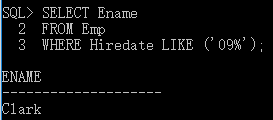 SQL> SELECT Ename
  2  FROM Emp
  3  WHERE Hiredate LIKE ('09%');
ENAME
--------------------
Clark